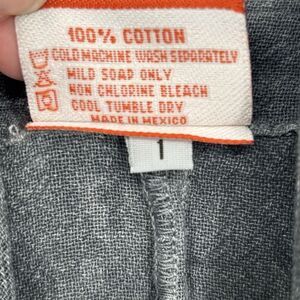 100% COTTON
COLD MACHINE WASH SEPARATELY
MILD SOAP ONLY
NON CHLORINE BLEACH
COOL TUMBLE DRY
MADE IN MEXICO
1